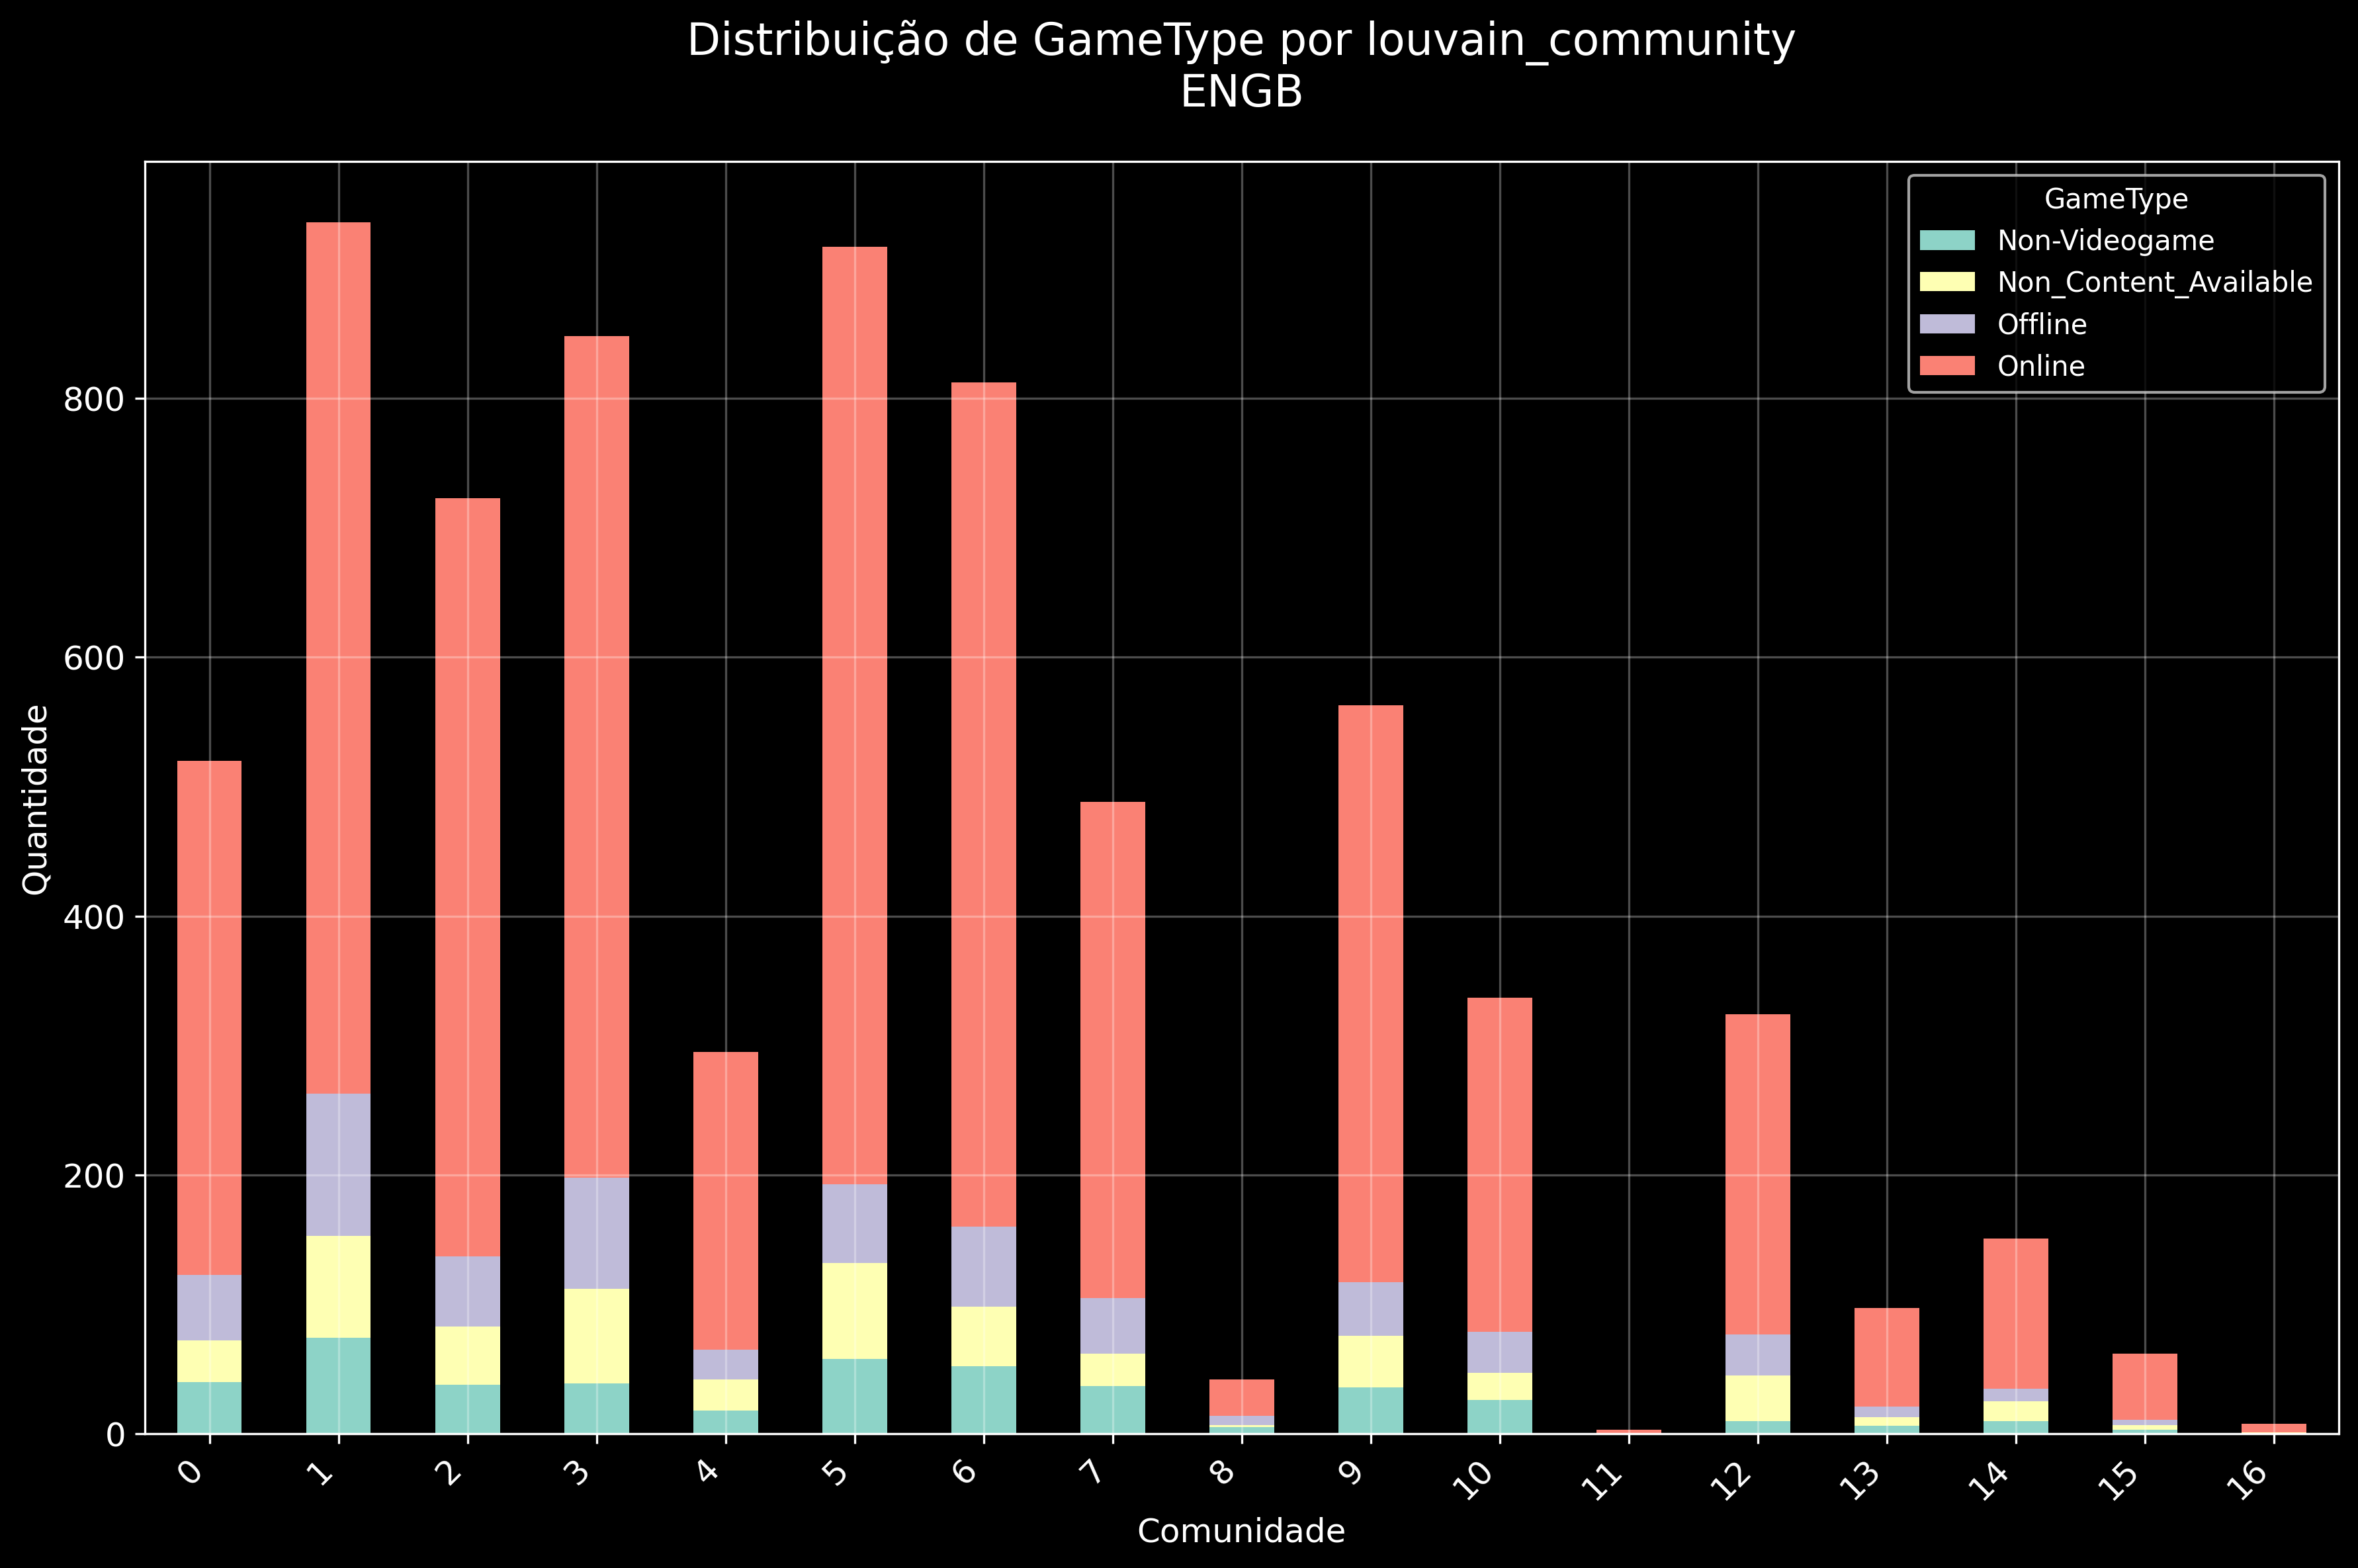 Distribuição de GameType por louvain_community
ENGB
GameType
Non-Videogame
Non_Content_Available
Offline
Online
Quantidade
800
600
400
200
0
0 1 2 3 4 5 6 7 8 9 10 11 12 13 14 15 16
Comunidade